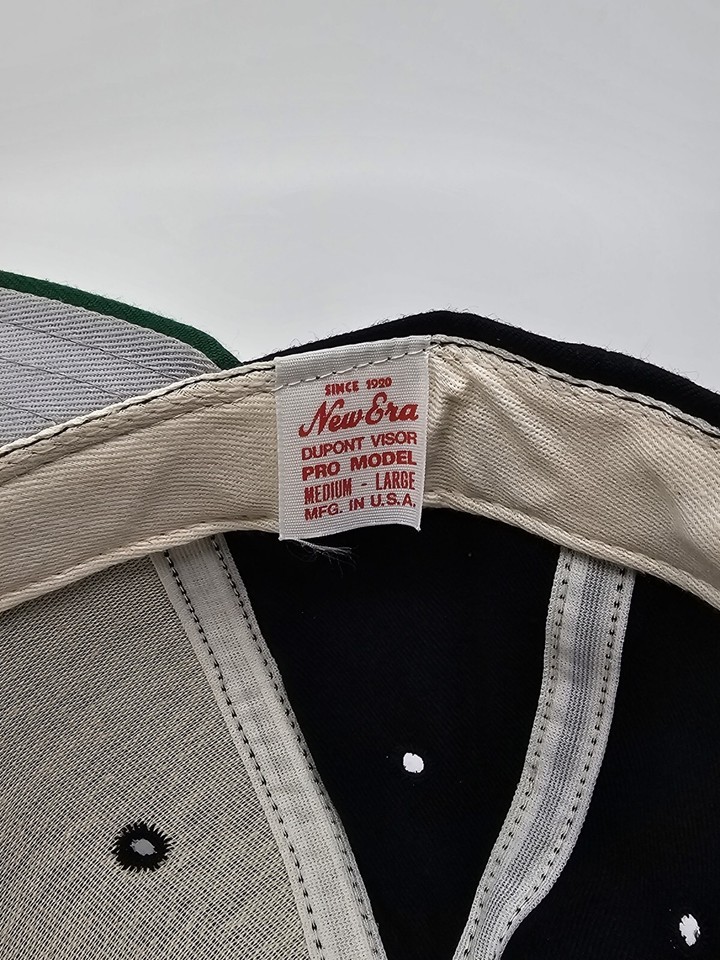 SINCE 1920
New Era
DUPONT VISOR
PRO MODEL
MEDIUM - LARGE
MFG. IN U.S.A.